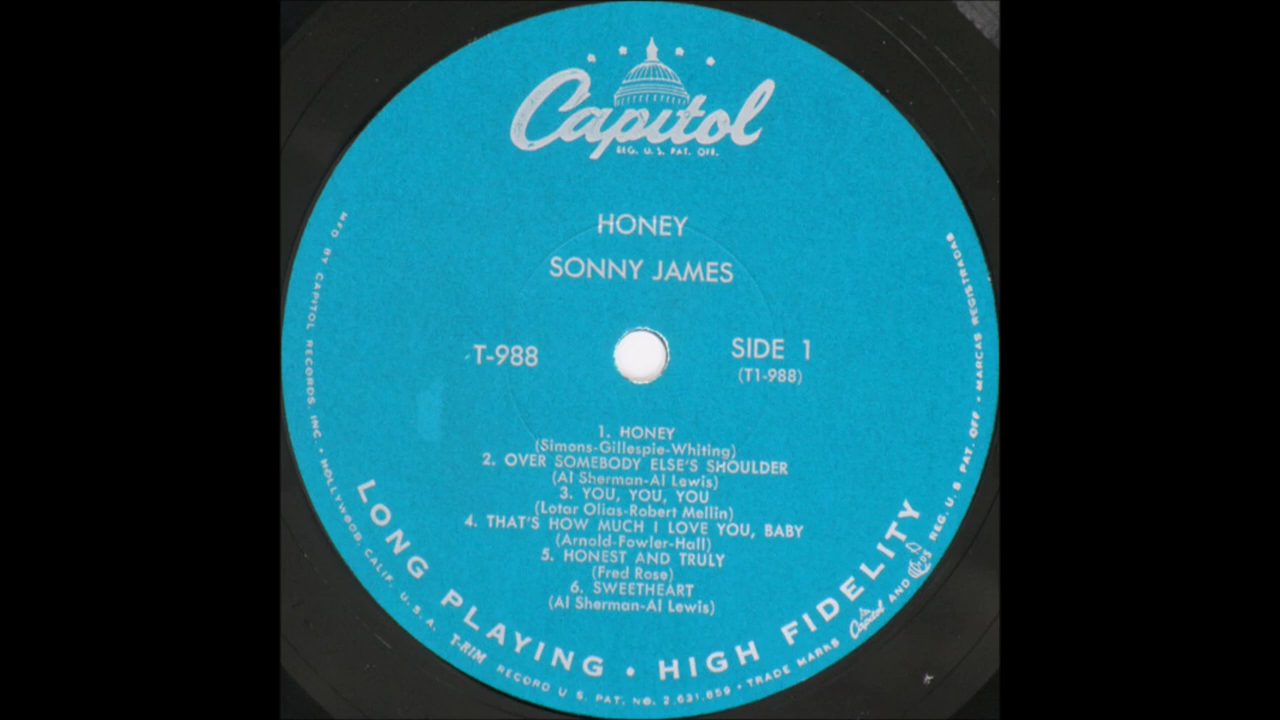 Capitol
REG. U. S. PAT. OFF.
HONEY
SONNY JAMES
T-988
SIDE 1
(T1-988)
1. HONEY
(Simons-Gillespie-Whiting)
2. OVER SOMEBODY ELSE'S SHOULDER
(Al Sherman-Al Lewis)
3. YOU, YOU, YOU
(Lotar Olias-Robert Mellin)
4. THAT'S HOW MUCH I LOVE YOU, BABY
(Arnold-Fowler-Hall)
5. HONEST AND TRULY
(Fred Rose)
6. SWEETHEART
(Al Sherman-Al Lewis)
LONG PLAYING • HIGH FIDELITY
MFD BY CAPITOL RECORDS, INC. • HOLLYWOOD, CALIF. U. S. A. T-RIM RECORD U S. PAT. NO. 2,631,859 • TRADE MARKS Capitol AND REG. U. S PAT. OFF • MARCAS REGISTRADAS